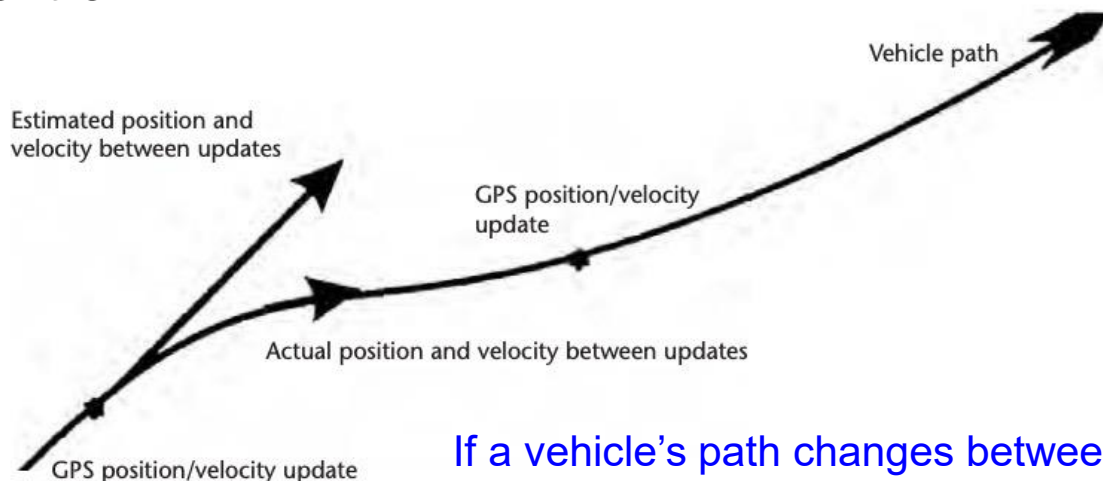 Vehicle path
Estimated position and
velocity between updates
GPS position/velocity
update
Actual position and velocity between updates
If a vehicle's path changes betwee
GPS position/velocity update